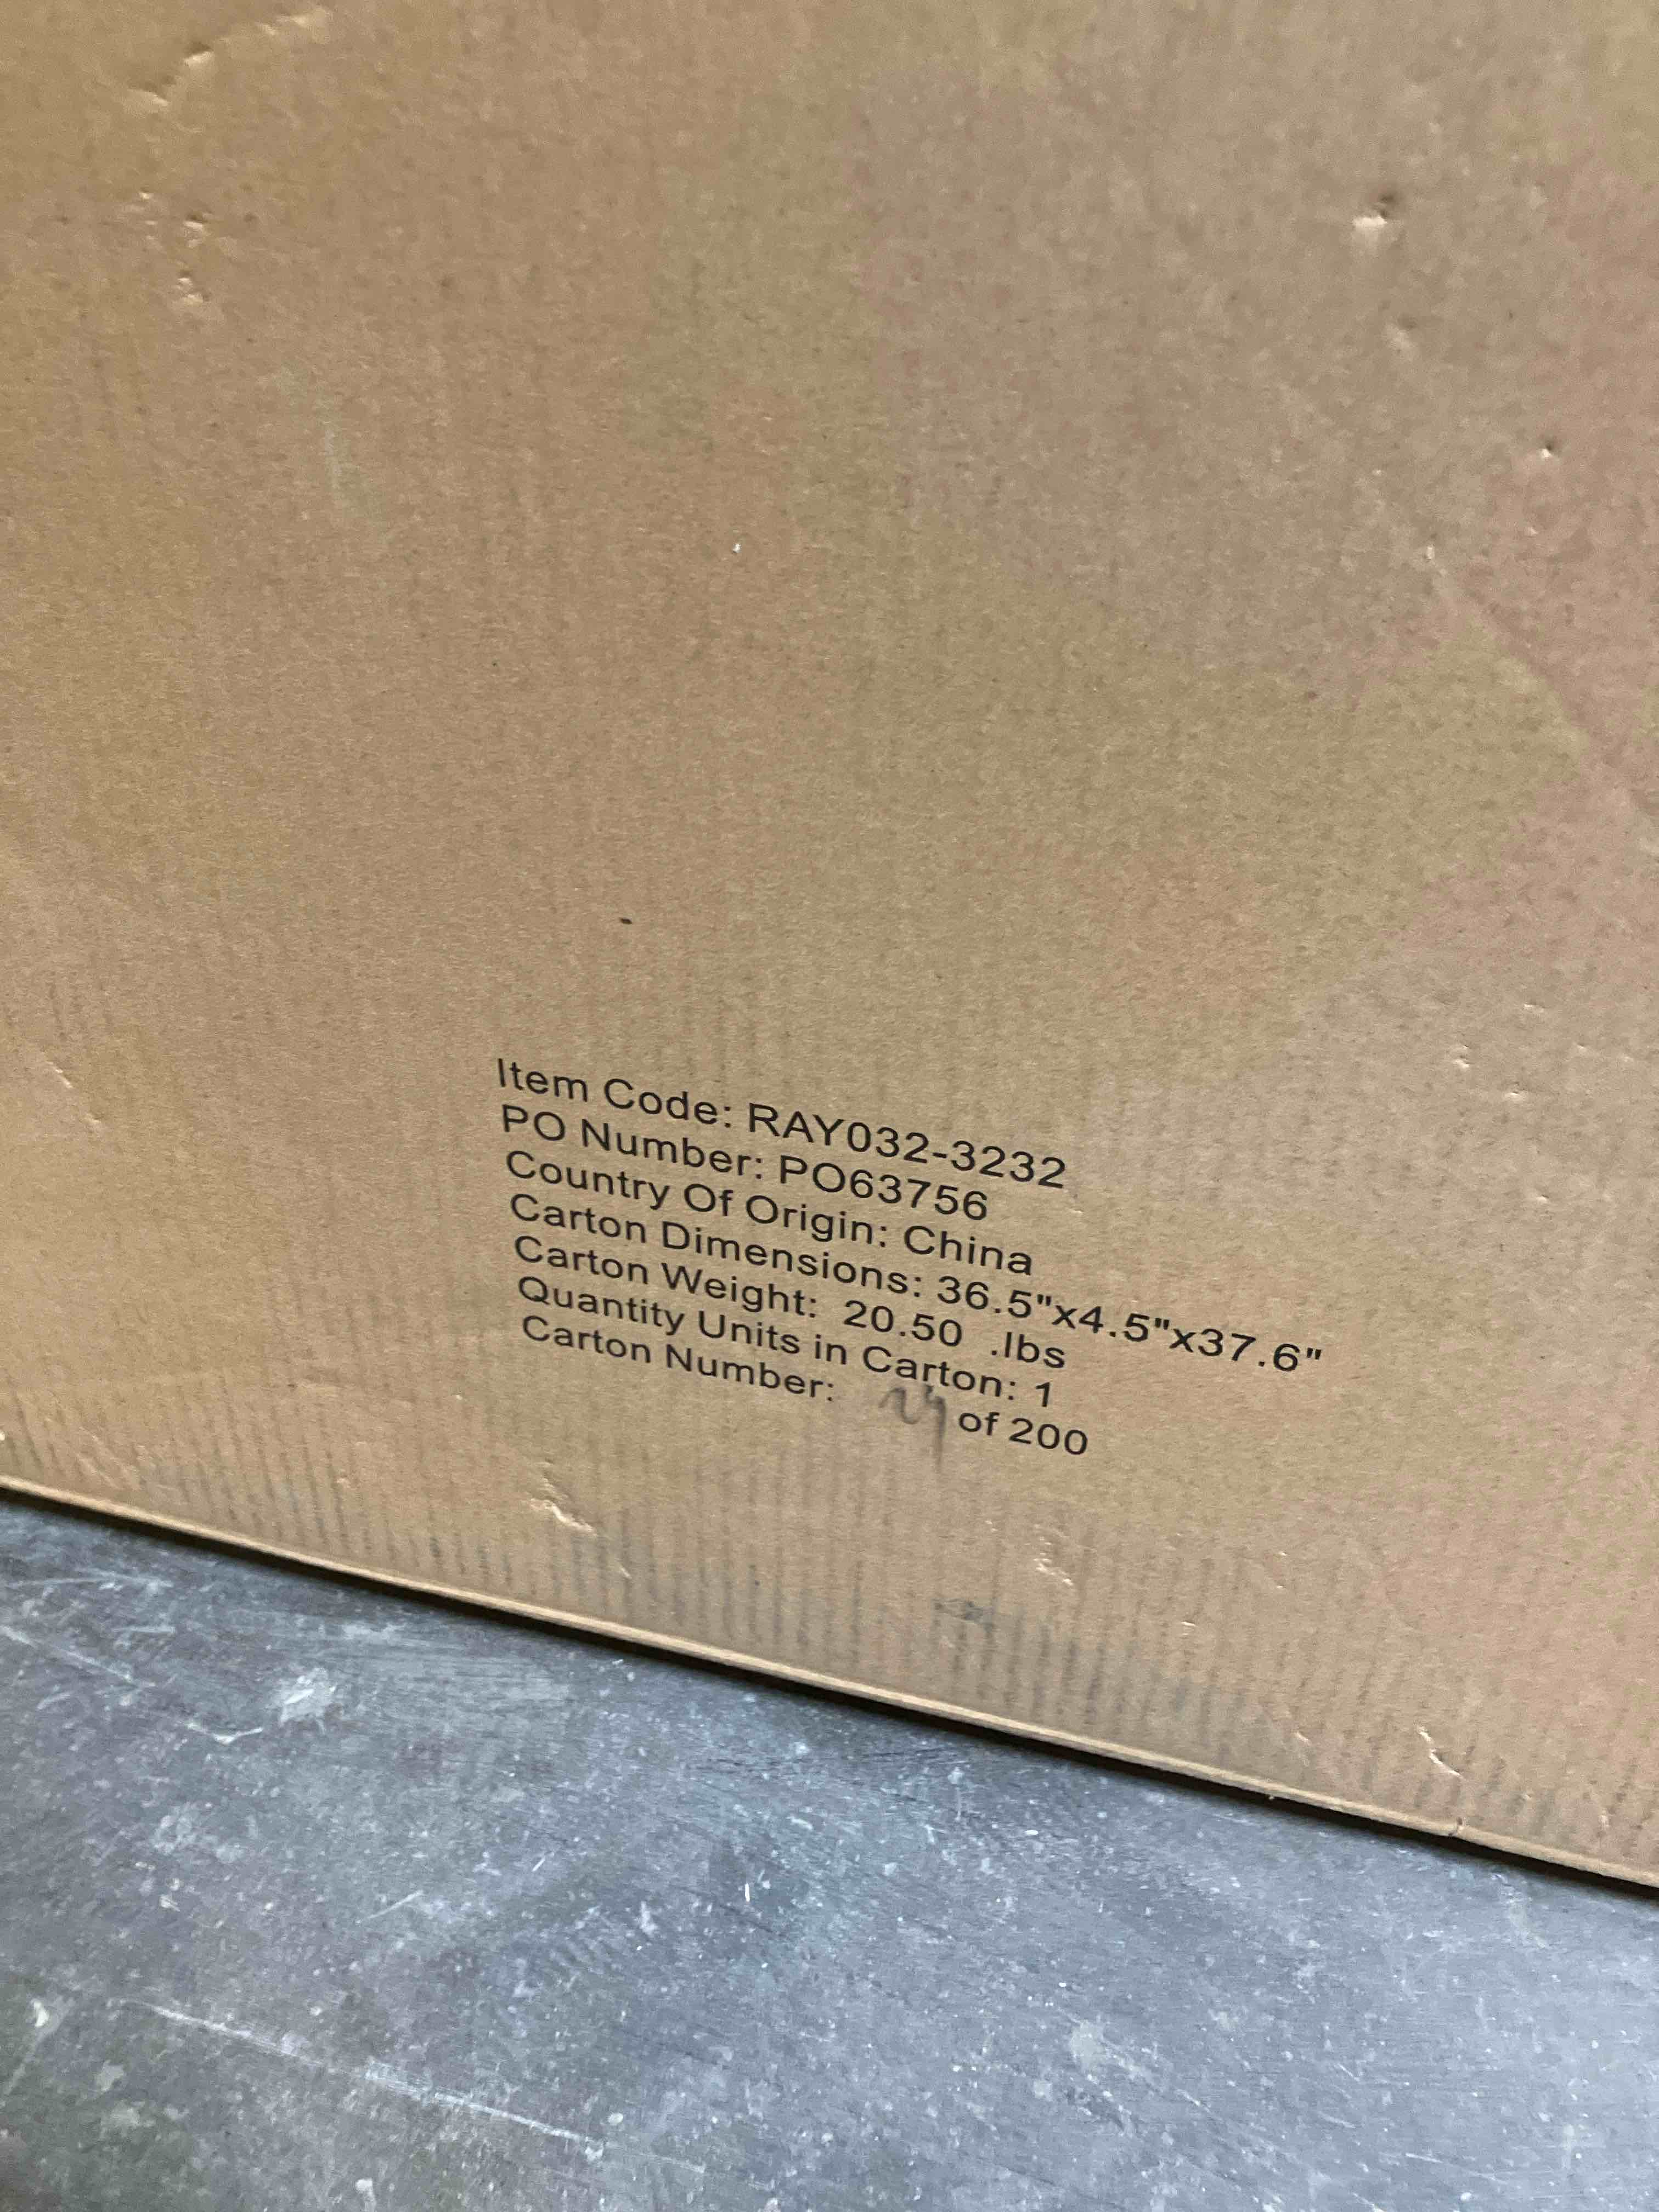 Item Code: RAY032-3232
PO Number: PO63756
Country Of Origin: China
Carton Dimensions: 36.5"x4.5"x37.6"
Carton Weight: 20.50 .lbs
Quantity Units in Carton: 1
Carton Number: of 200